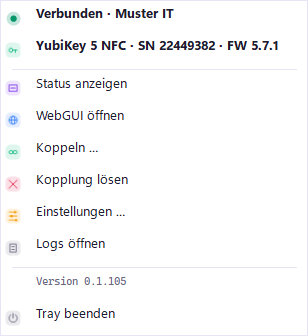 Verbunden · Muster IT
YubiKey 5 NFC · SN 22449382 · FW 5.7.1
Status anzeigen
WebGUI öffnen
Koppeln ...
Kopplung lösen
Einstellungen ...
Logs öffnen
Version 0.1.105
Tray beenden